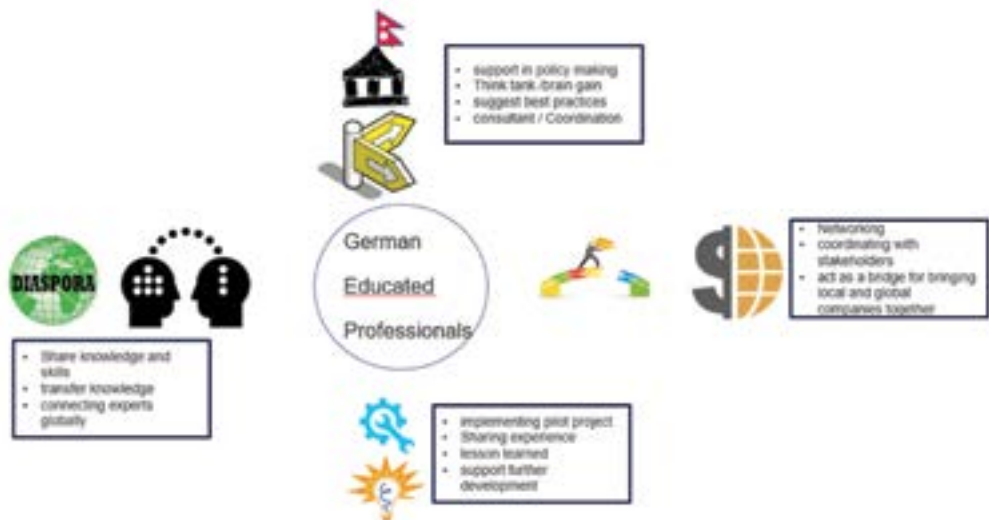 • support in policy making
• Think tank /brain gain
• suggest best practices
• consultant / Coordination
German
Educated
Professionals
DIASPORA
• Share knowledge and
skills
• transfer knowledge
• connecting experts
globally
• Networking
• coordinating with
stakeholders
• act as a bridge for bringing
local and global
companies together
• implementing pilot project
• Sharing experience
• lesson learned
• support further
development